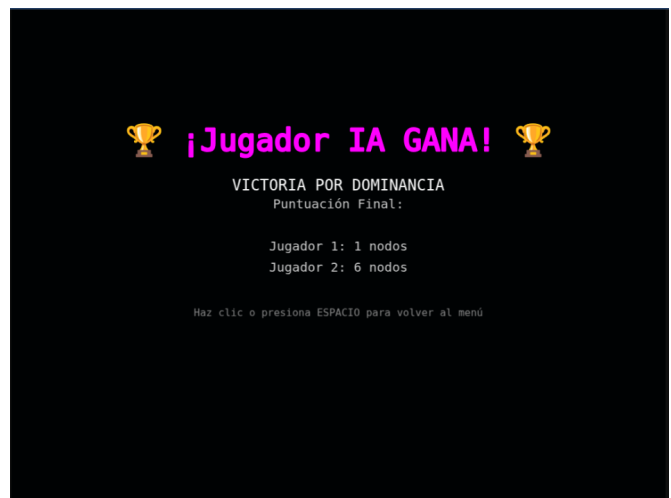 🏆 ¡Jugador IA GANA! 🏆
VICTORIA POR DOMINANCIA
Puntuación Final:
Jugador 1: 1 nodos
Jugador 2: 6 nodos
Haz clic o presiona ESPACIO para volver al menú